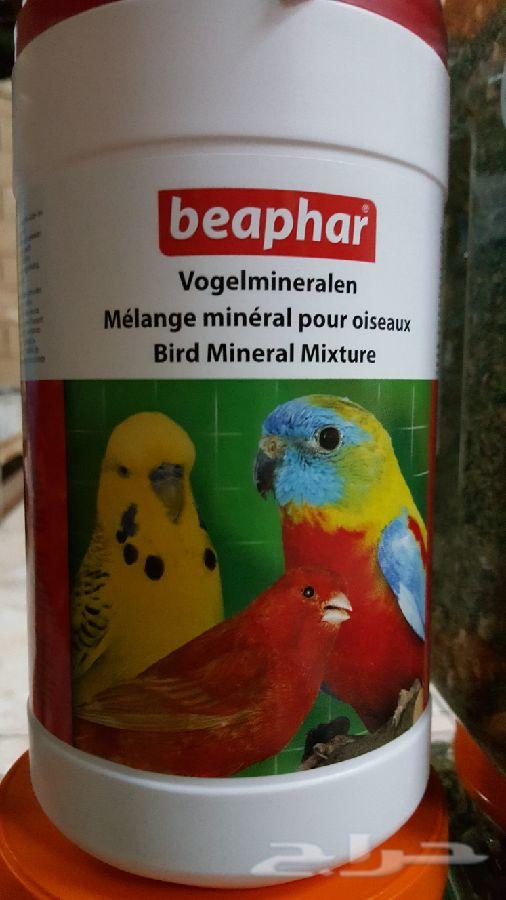 beaphar®
Vogelmineralen
Mélange minéral pour oiseaux
Bird Mineral Mixture
حراج